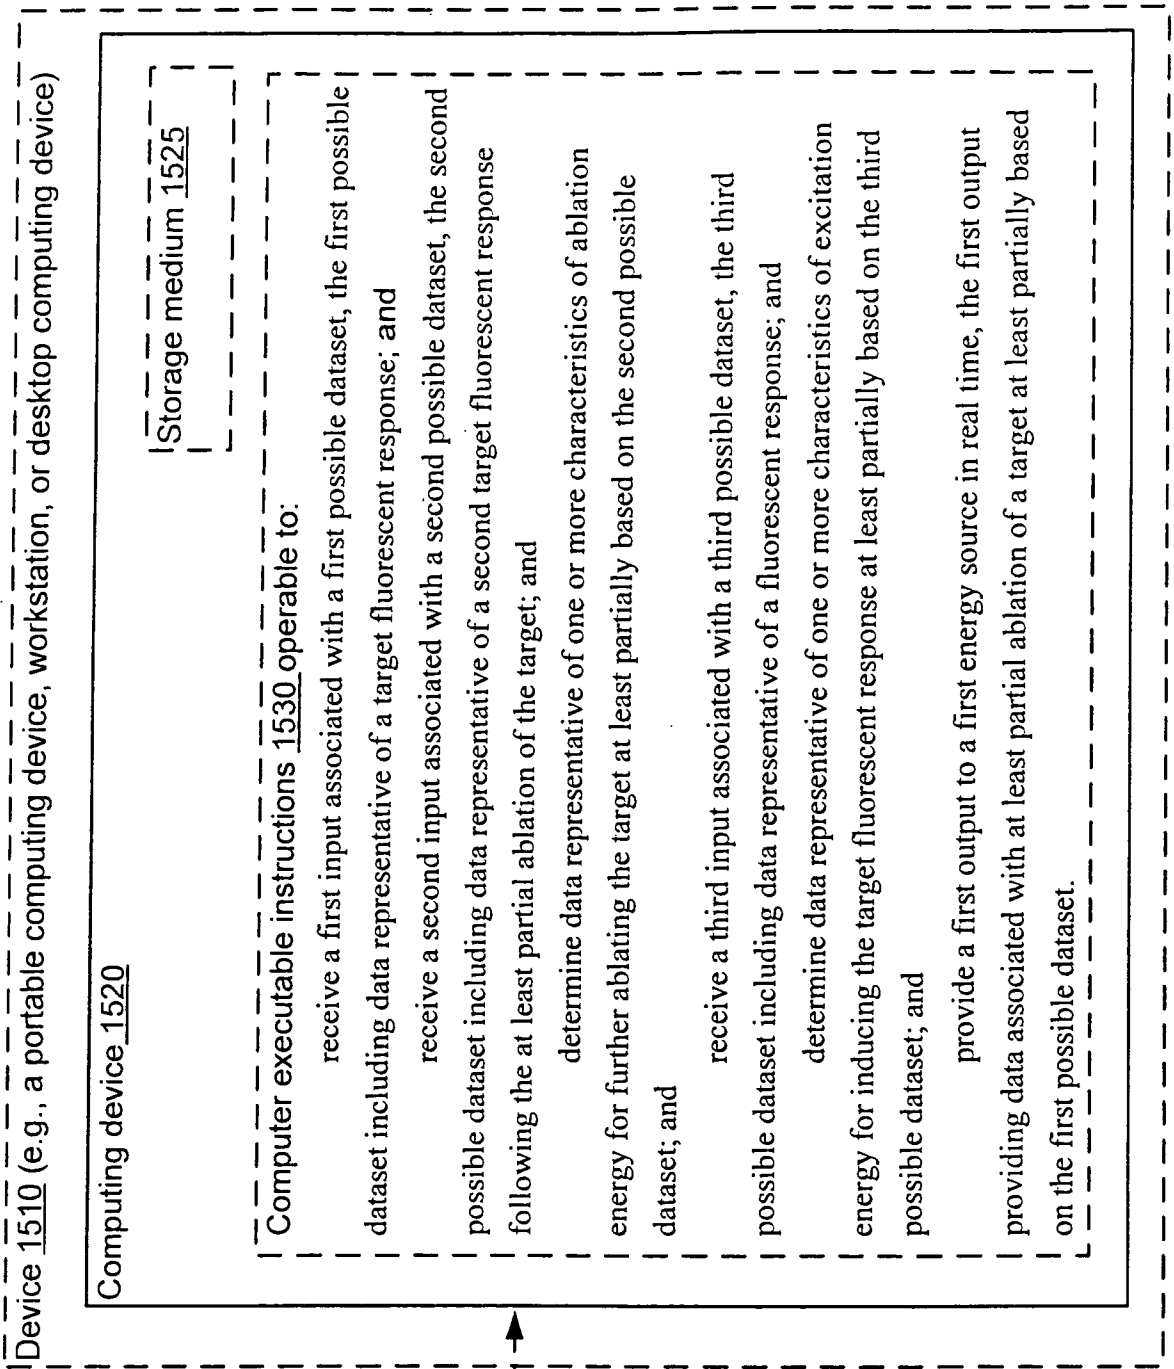 Device 1510 (e.g., a portable computing device, workstation, or desktop computing device)
Computing device 1520
Storage medium 1525
Computer executable instructions 1530 operable to:
receive a first input associated with a first possible dataset, the first possible
dataset including data representative of a target fluorescent response; and
receive a second input associated with a second possible dataset, the second
possible dataset including data representative of a second target fluorescent response
following the at least partial ablation of the target; and
determine data representative of one or more characteristics of ablation
energy for further ablating the target at least partially based on the second possible
dataset; and
receive a third input associated with a third possible dataset, the third
possible dataset including data representative of a fluorescent response; and
determine data representative of one or more characteristics of excitation
energy for inducing the target fluorescent response at least partially based on the third
possible dataset; and
provide a first output to a first energy source in real time, the first output
providing data associated with at least partial ablation of a target at least partially based
on the first possible dataset.